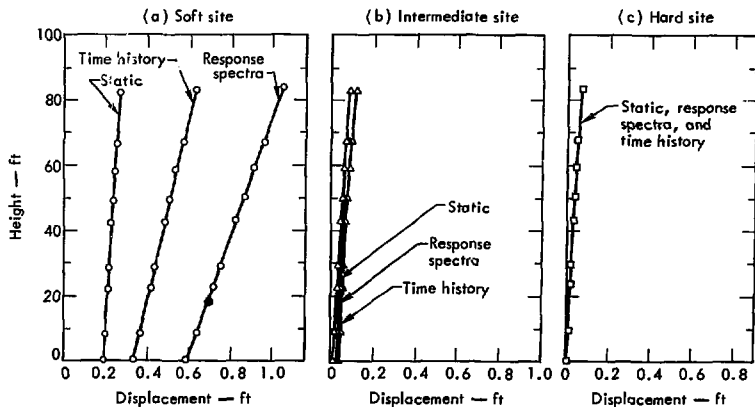 (a) Soft site
(b) Intermediate site
(c) Hard site
100
80
60
40
20
0
Height — ft
Time history
Static
Response
spectra
0 0.2 0.4 0.6 0.8 1.0
Displacement — ft
Static
Response
spectra
Time history
0 0.2 0.4 0.6 0.8 1.0
Displacement — ft
Static, response
spectra, and
time history
0 0.2 0.4 0.6 0.8
Displacement — ft